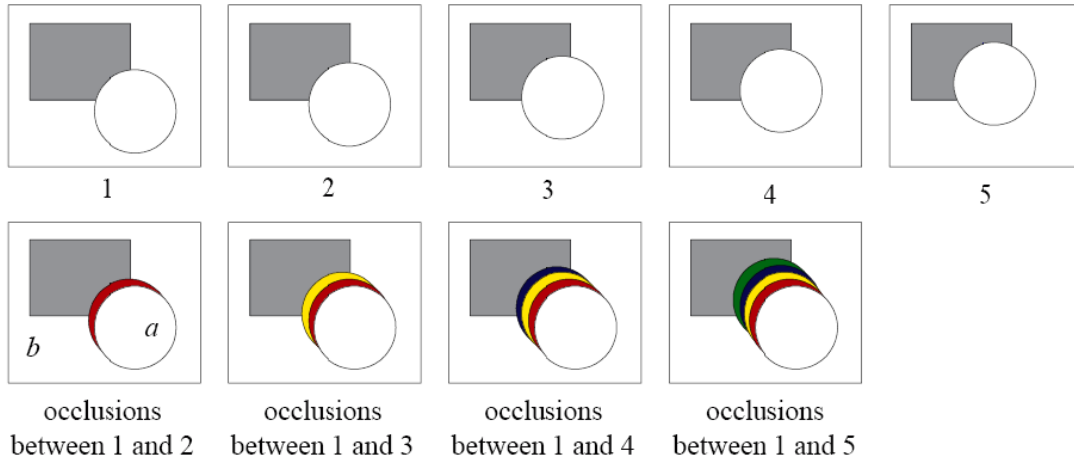 1
2
3
4
5
a
b
occlusions
between 1 and 2
occlusions
between 1 and 3
occlusions
between 1 and 4
occlusions
between 1 and 5